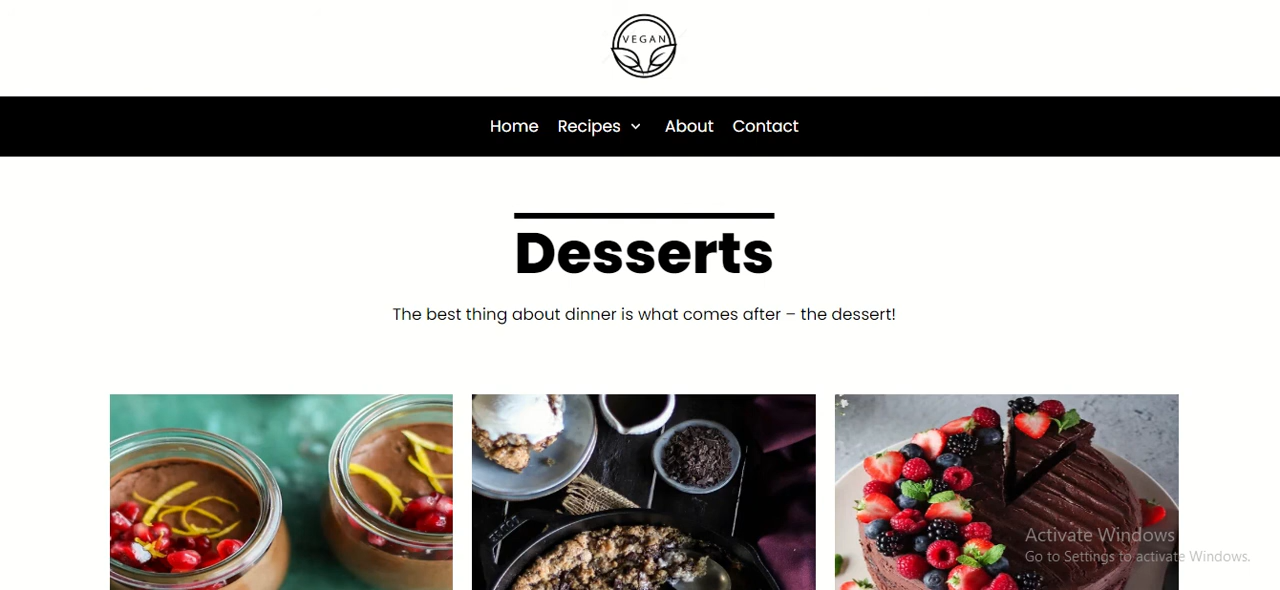 VEGAN
Home Recipes About Contact
Desserts
The best thing about dinner is what comes after – the dessert!
Activate Windows
Go to Settings to activate Windows.